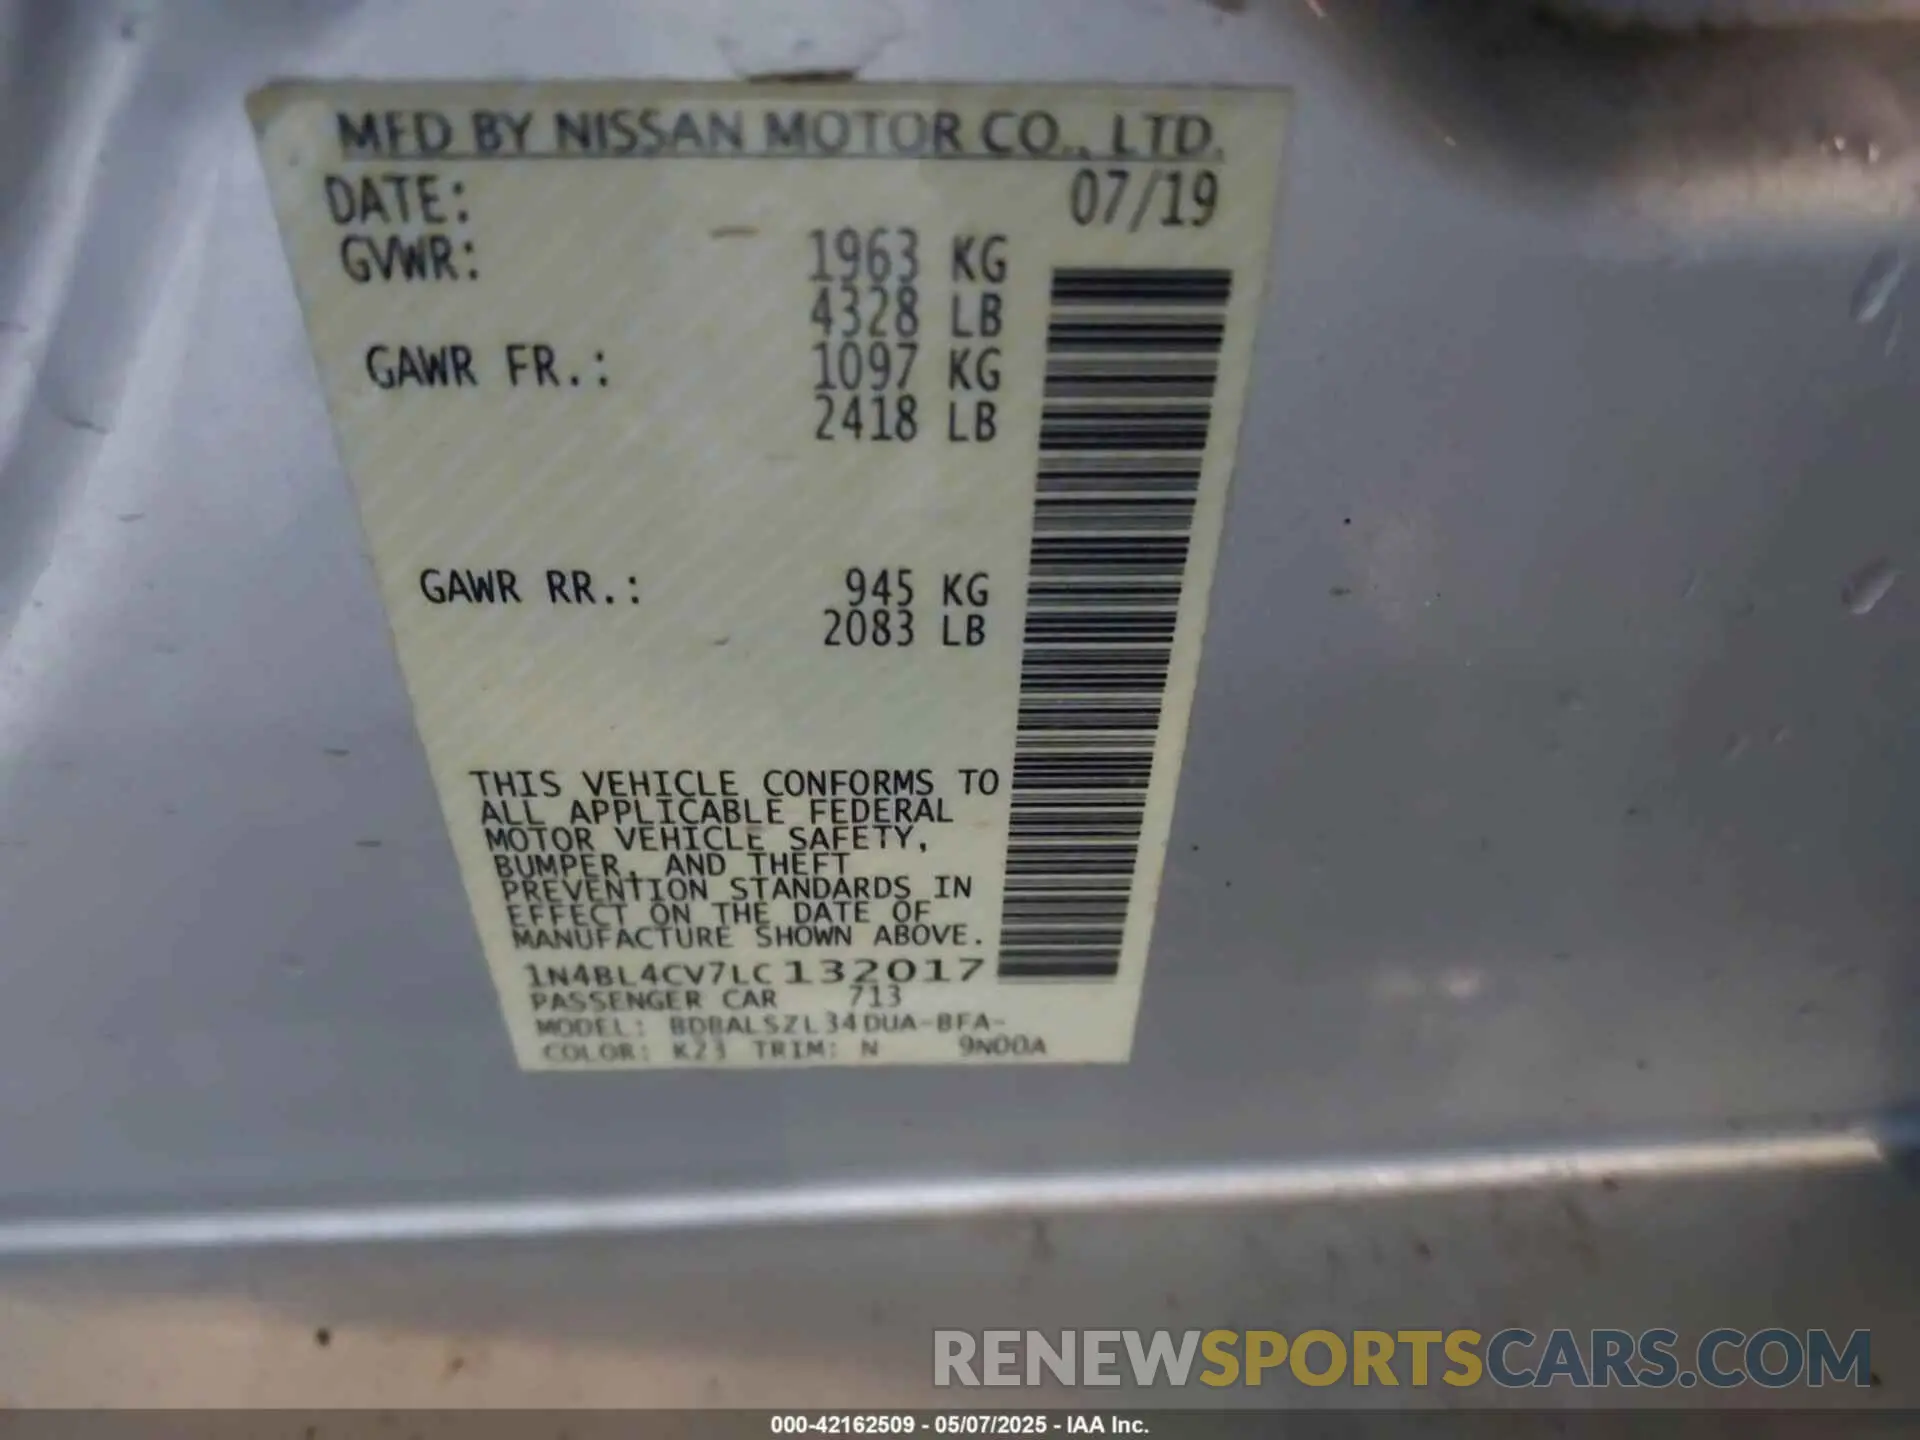 MFD BY NISSAN MOTOR CO., LTD.
DATE: 07/19
GVWR: 1963 KG
4328 LB
GAWR FR.: 1097 KG
2418 LB
GAWR RR.: 945 KG
2083 LB
THIS VEHICLE CONFORMS TO
ALL APPLICABLE FEDERAL
MOTOR VEHICLE SAFETY,
BUMPER, AND THEFT
PREVENTION STANDARDS IN
EFFECT ON THE DATE OF
MANUFACTURE SHOWN ABOVE.
1N4BL4CV7LC132017
PASSENGER CAR 713
MODEL: BDBALSZL34DUA-BFA-
COLOR: K23 TRIM: N 9N00A
RENEWSPORTSCARS.COM
000-42162509 - 05/07/2025 - IAA Inc.